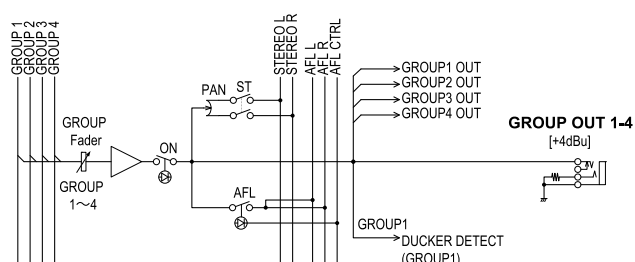 GROUP 1
GROUP 2
GROUP 3
GROUP 4
STEREO L
STEREO R
AFL L
AFL R
AFL CTRL
PAN ST
GROUP1 OUT
GROUP2 OUT
GROUP3 OUT
GROUP4 OUT
GROUP OUT 1-4
[+4dBu]
GROUP
Fader
ON
GROUP
1～4
AFL
GROUP1
DUCKER DETECT
(GROUP1)